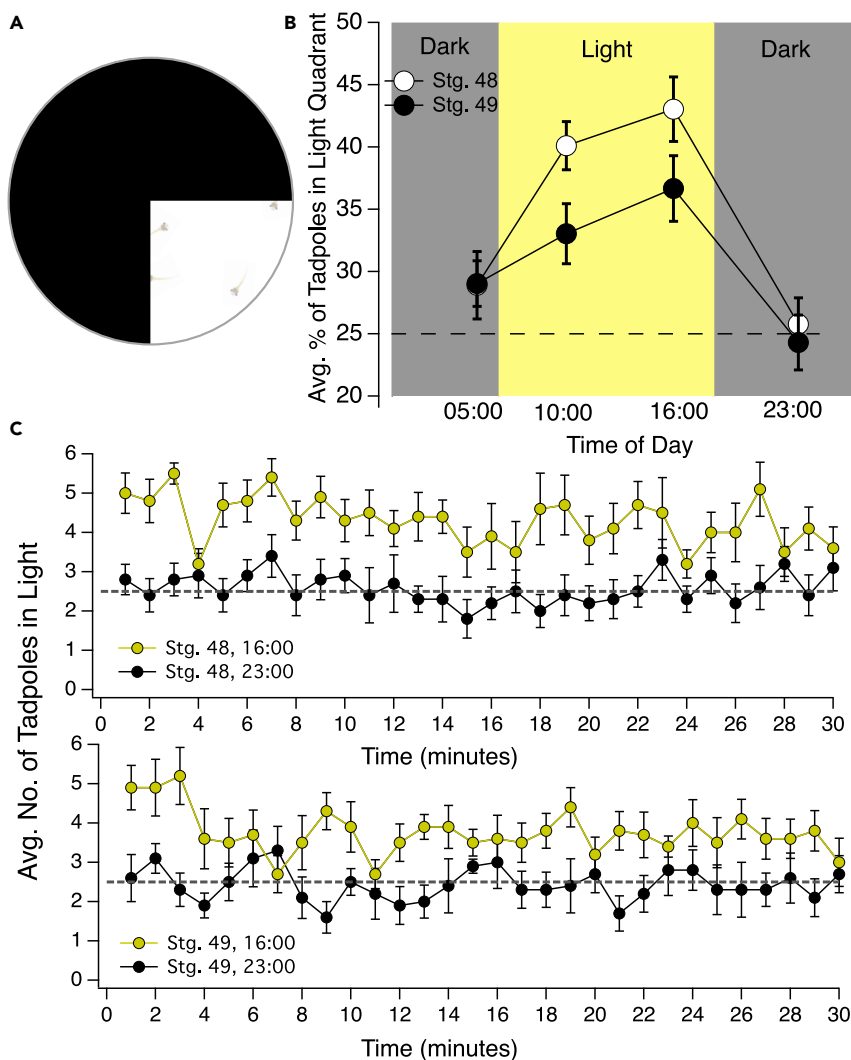 A
B
Avg. % of Tadpoles in Light Quadrant
50
45
40
35
30
25
20
Dark
Light
Dark
Stg. 48
Stg. 49
05:00
10:00
16:00
23:00
Time of Day
C
Avg. No. of Tadpoles in Light
6
5
4
3
2
1
0
Stg. 48, 16:00
Stg. 48, 23:00
0 2 4 6 8 10 12 14 16 18 20 22 24 26 28 30
Time (minutes)
6
5
4
3
2
1
0
Stg. 49, 16:00
Stg. 49, 23:00
0 2 4 6 8 10 12 14 16 18 20 22 24 26 28 30
Time (minutes)